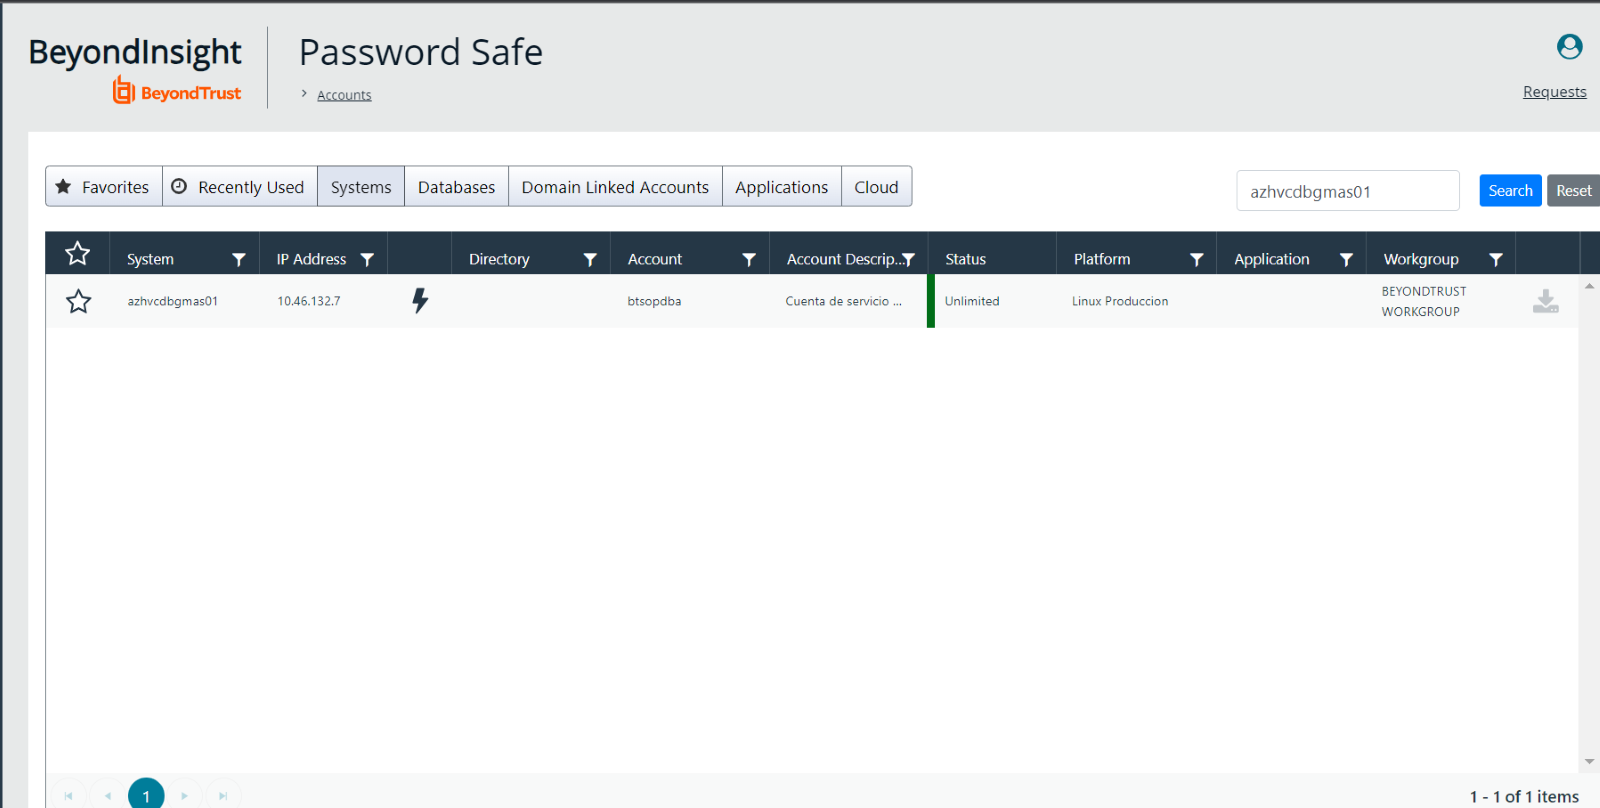 BeyondInsight
BeyondTrust
Password Safe
Accounts
Requests
Favorites Recently Used Systems Databases Domain Linked Accounts Applications Cloud
azhvcdbgmas01 Search Reset
System IP Address Directory Account Account Descrip... Status Platform Application Workgroup
azhvcdbgmas01 10.46.132.7 btsopdba Cuenta de servicio ... Unlimited Linux Produccion BEYONDTRUST
WORKGROUP
1
1 - 1 of 1 items